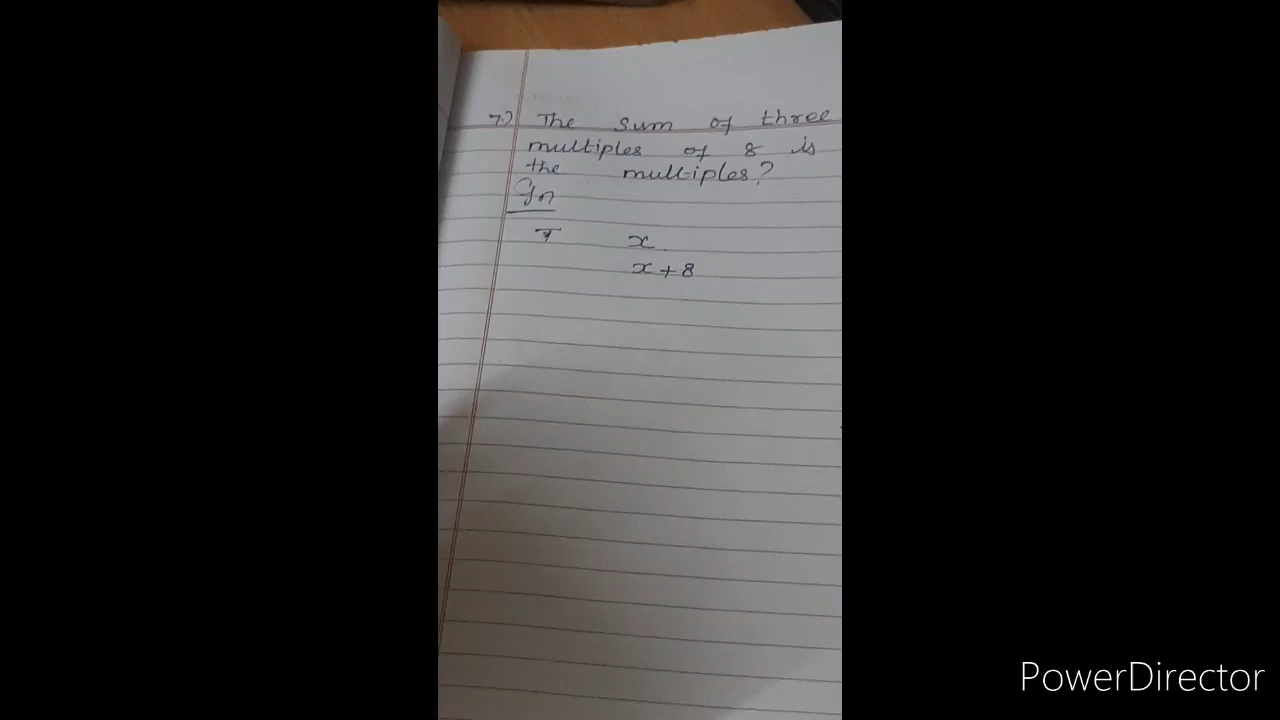 7) The sum of three
multiples of 8 is
the multiples?
x
x + 8
PowerDirector